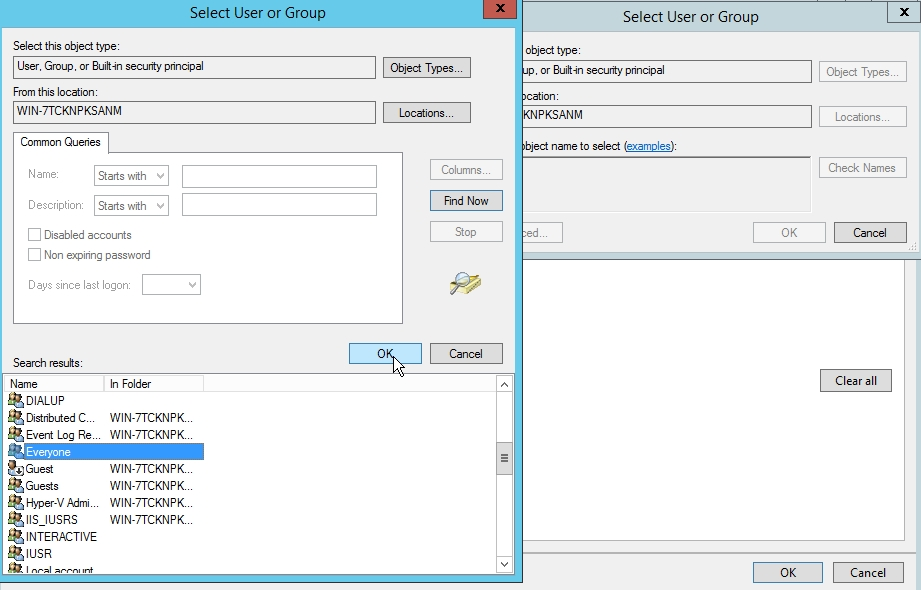 Select User or Group
X
Select this object type:
User, Group, or Built-in security principal
Object Types...
From this location:
WIN-7TCKNPKSANM
Locations...
Common Queries
Name:
Starts with
Description:
Starts with
Disabled accounts
Non expiring password
Days since last logon:
Columns...
Find Now
Stop
OK
Cancel
Search results:
Name In Folder
DIALUP
Distributed C... WIN-7TCKNPK...
Event Log Re... WIN-7TCKNPK...
Everyone
Guest WIN-7TCKNPK...
Guests WIN-7TCKNPK...
Hyper-V Admi... WIN-7TCKNPK...
IIS_IUSRS WIN-7TCKNPK...
INTERACTIVE
IUSR
Local account
Select User or Group
X
object type:
up, or Built-in security principal
Object Types...
ocation:
KNPKSANM
Locations...
object name to select (examples):
Check Names
ced...
OK
Cancel
Clear all
OK
Cancel